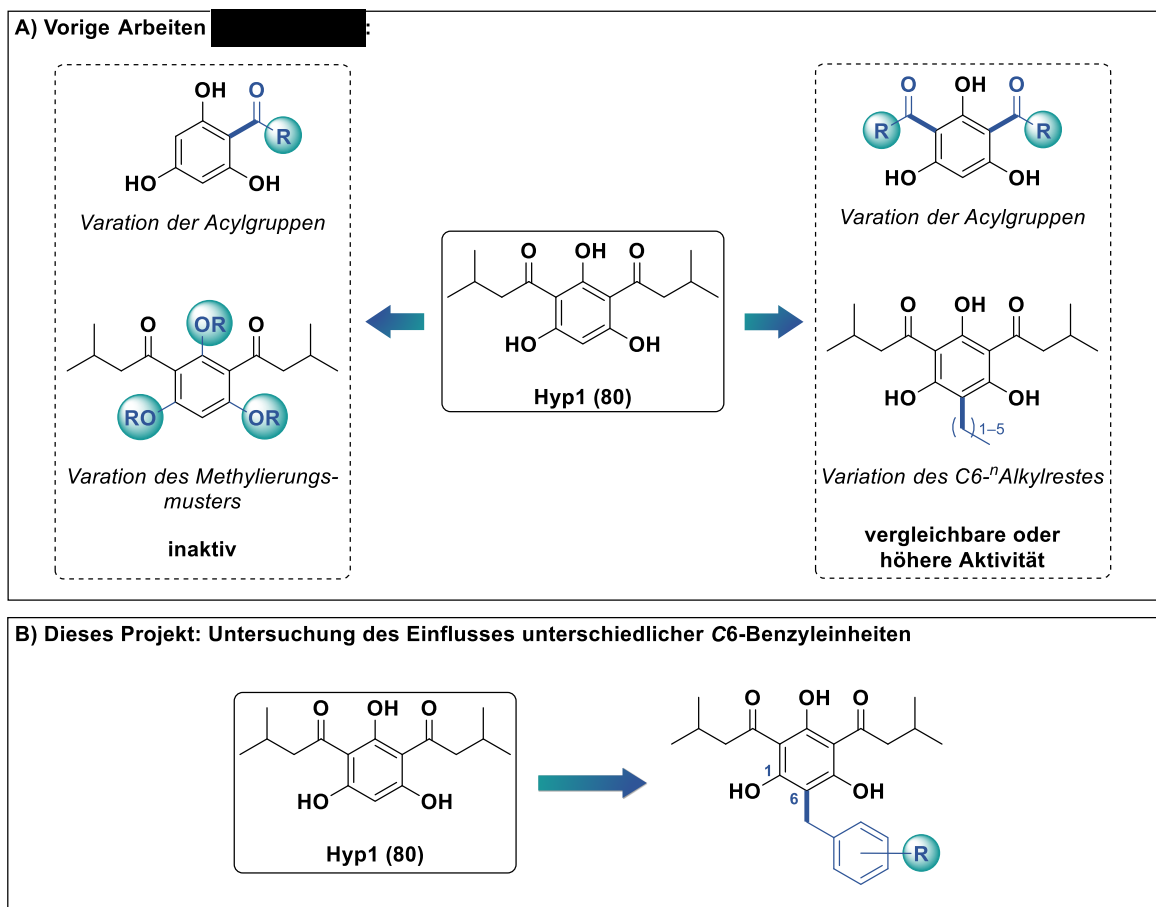 A) Vorige Arbeiten :
OH
O
R
HO
OH
Varation der Acylgruppen
O
OR
O
RO
OR
Varation des Methylierungs-
musters
inaktiv
O
OH
O
HO
OH
Hyp1 (80)
O
OH
O
R
R
HO
OH
Varation der Acylgruppen
O
OH
O
HO
OH
( )1–5
Variation des C6-nAlkylrestes
vergleichbare oder
höhere Aktivität
B) Dieses Projekt: Untersuchung des Einflusses unterschiedlicher C6-Benzyleinheiten
O
OH
O
HO
OH
Hyp1 (80)
O
OH
O
1
HO
6
OH
R